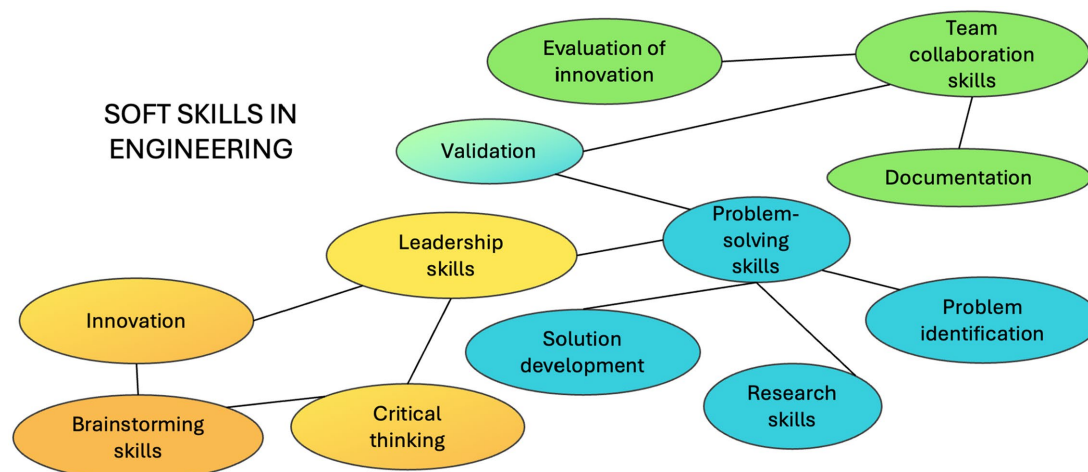 SOFT SKILLS IN
ENGINEERING
Evaluation of
innovation
Team
collaboration
skills
Validation
Documentation
Leadership
skills
Problem-
solving
skills
Innovation
Solution
development
Problem
identification
Brainstorming
skills
Critical
thinking
Research
skills